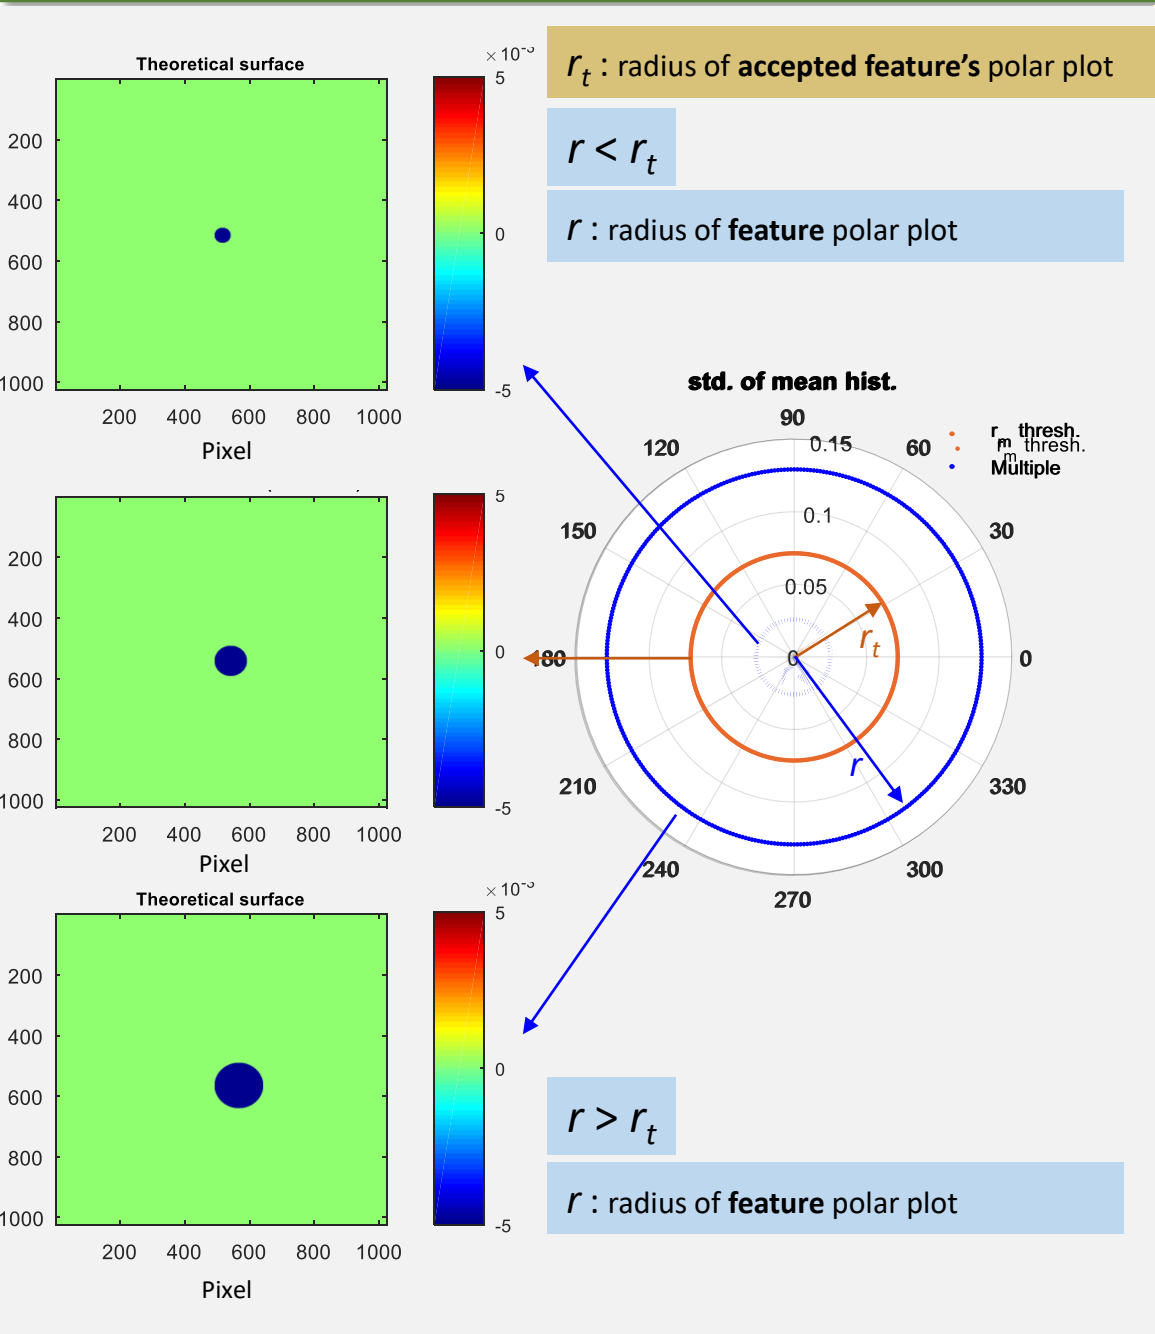 Theoretical surface
5
0
-5
200
400
600
800
1000
200 400 600 800 1000
Pixel
r_t : radius of accepted feature's polar plot
r < r_t
r : radius of feature polar plot
5
0
-5
200
400
600
800
1000
200 400 600 800 1000
Pixel
std. of mean hist.
90
120
60
150
30
180
0
210
330
240
300
270
0.15
0.1
0.05
0
r_t
r
r_m thresh.
r_m thresh.
Multiple
Theoretical surface
5
0
-5
200
400
600
800
1000
200 400 600 800 1000
Pixel
r > r_t
r : radius of feature polar plot